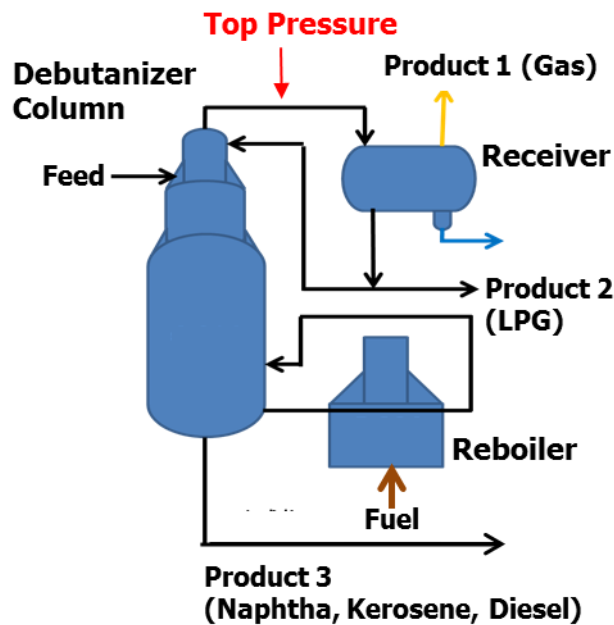 Top Pressure
Debutanizer
Column
Product 1 (Gas)
Receiver
Feed
Product 2
(LPG)
Reboiler
Fuel
Product 3
(Naphtha, Kerosene, Diesel)